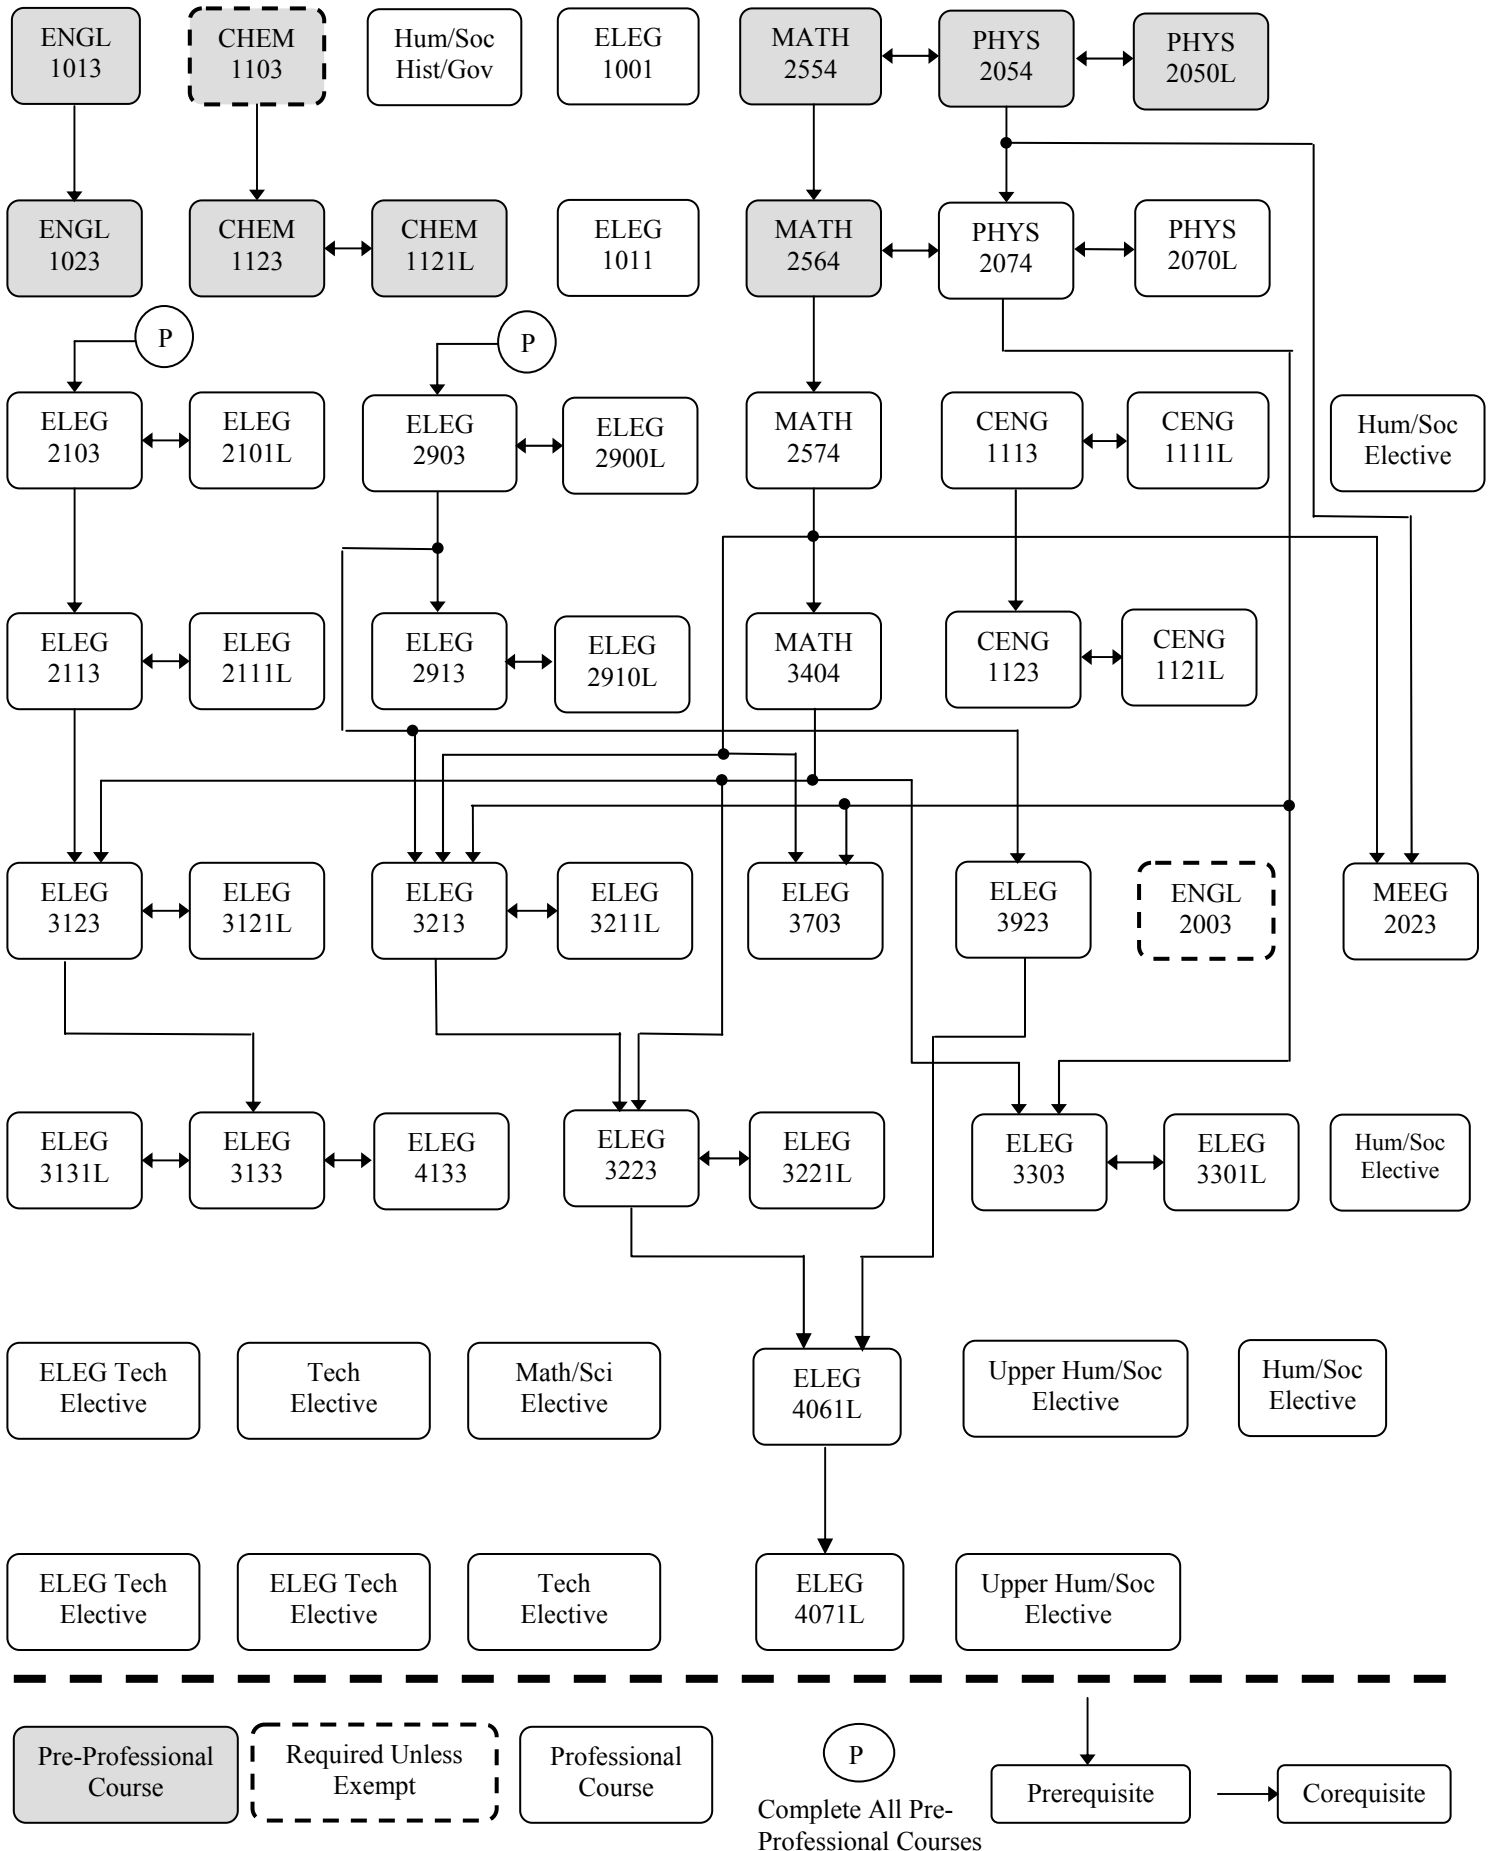 ENGL
1013
CHEM
1103
Hum/Soc
Hist/Gov
ELEG
1001
MATH
2554
PHYS
2054
PHYS
2050L
ENGL
1023
CHEM
1123
CHEM
1121L
ELEG
1011
MATH
2564
PHYS
2074
PHYS
2070L
P
P
ELEG
2103
ELEG
2101L
ELEG
2903
ELEG
2900L
MATH
2574
CENG
1113
CENG
1111L
Hum/Soc
Elective
ELEG
2113
ELEG
2111L
ELEG
2913
ELEG
2910L
MATH
3404
CENG
1123
CENG
1121L
ELEG
3123
ELEG
3121L
ELEG
3213
ELEG
3211L
ELEG
3703
ELEG
3923
ENGL
2003
MEEG
2023
ELEG
3131L
ELEG
3133
ELEG
4133
ELEG
3223
ELEG
3221L
ELEG
3303
ELEG
3301L
Hum/Soc
Elective
ELEG Tech
Elective
Tech
Elective
Math/Sci
Elective
ELEG
4061L
Upper Hum/Soc
Elective
Hum/Soc
Elective
ELEG Tech
Elective
ELEG Tech
Elective
Tech
Elective
ELEG
4071L
Upper Hum/Soc
Elective
Pre-Professional
Course
Required Unless
Exempt
Professional
Course
P
Complete All Pre-
Professional Courses
Prerequisite
Corequisite